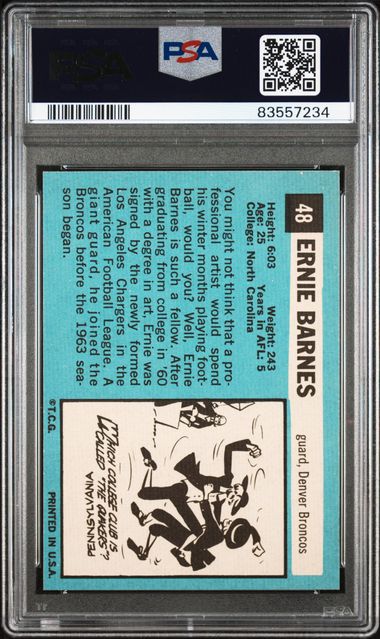 PSA
PSA
83557234
48 ERNIE BARNES
guard, Denver Broncos
Height: 6:03 Weight: 243
Age: 25 Years in AFL: 5
College: North Carolina
You might not think that a pro-
fessional artist would spend
his winter months playing foot-
ball, would you? Well, Ernie
Barnes is such a fellow. After
graduating from college in '60
with a degree in art, Ernie was
signed by the newly formed
Los Angeles Chargers in the
American Football League. A
giant guard, he joined the
Broncos before the 1963 sea-
son began.
WHICH COLLEGE CLUB IS
CALLED "THE QUAKERS"?
PENNSYLVANIA
©T.C.G.
PRINTED IN U.S.A.